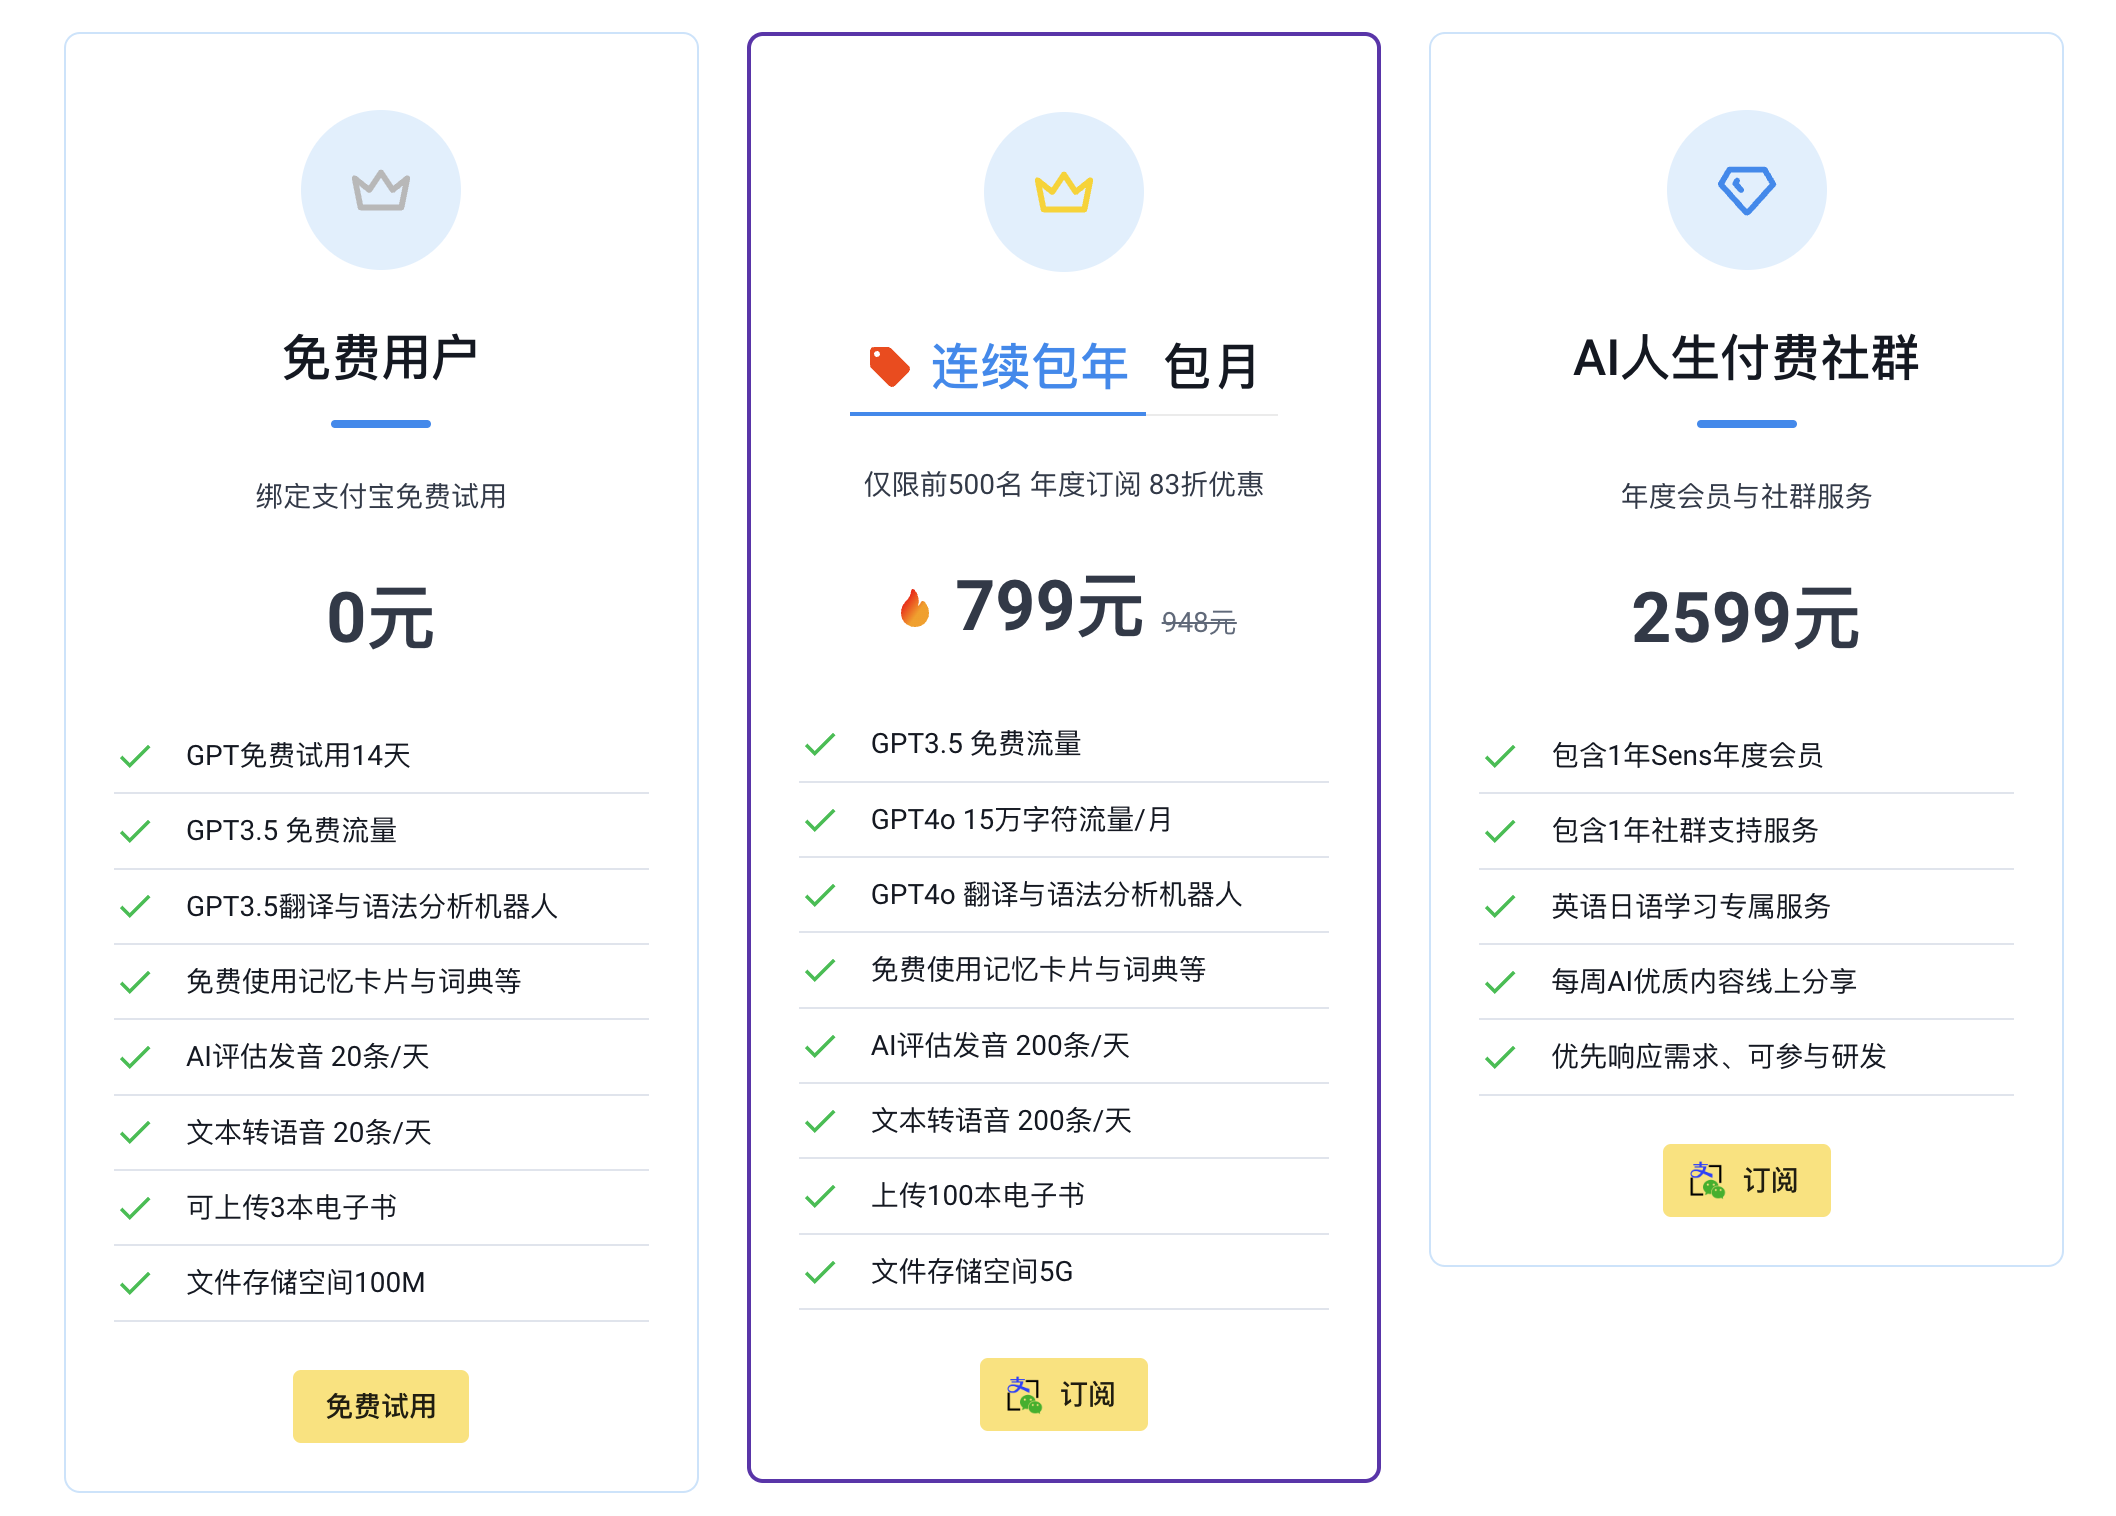 免费用户
绑定支付宝免费试用
0元
GPT免费试用14天
GPT3.5 免费流量
GPT3.5翻译与语法分析机器人
免费使用记忆卡片与词典等
AI评估发音 20条/天
文本转语音 20条/天
可上传3本电子书
文件存储空间100M
免费试用
连续包年 包月
仅限前500名 年度订阅 83折优惠
799元 948元
GPT3.5 免费流量
GPT4o 15万字符流量/月
GPT4o 翻译与语法分析机器人
免费使用记忆卡片与词典等
AI评估发音 200条/天
文本转语音 200条/天
上传100本电子书
文件存储空间5G
支 订阅
AI人生付费社群
年度会员与社群服务
2599元
包含1年Sens年度会员
包含1年社群支持服务
英语日语学习专属服务
每周AI优质内容线上分享
优先响应需求、可参与研发
支 订阅